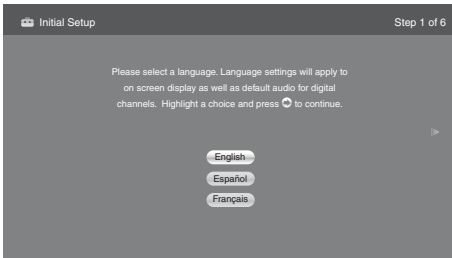 Initial Setup
Step 1 of 6
Please select a language. Language settings will apply to
on screen display as well as default audio for digital
channels. Highlight a choice and press to continue.
English
Español
Français